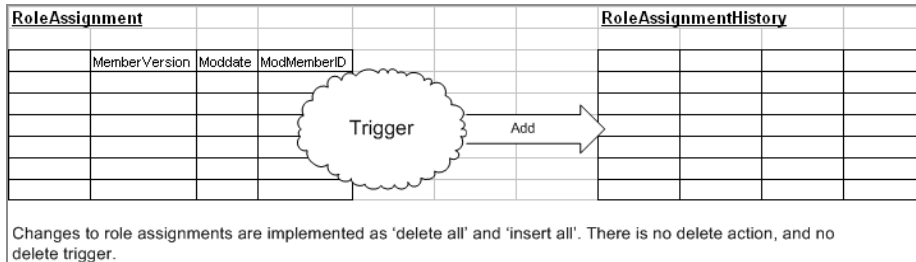 RoleAssignment RoleAssignmentHistory
MemberVersion Moddate ModMemberID
Trigger Add
Changes to role assignments are implemented as ‘delete all’ and ‘insert all’. There is no delete action, and no
delete trigger.